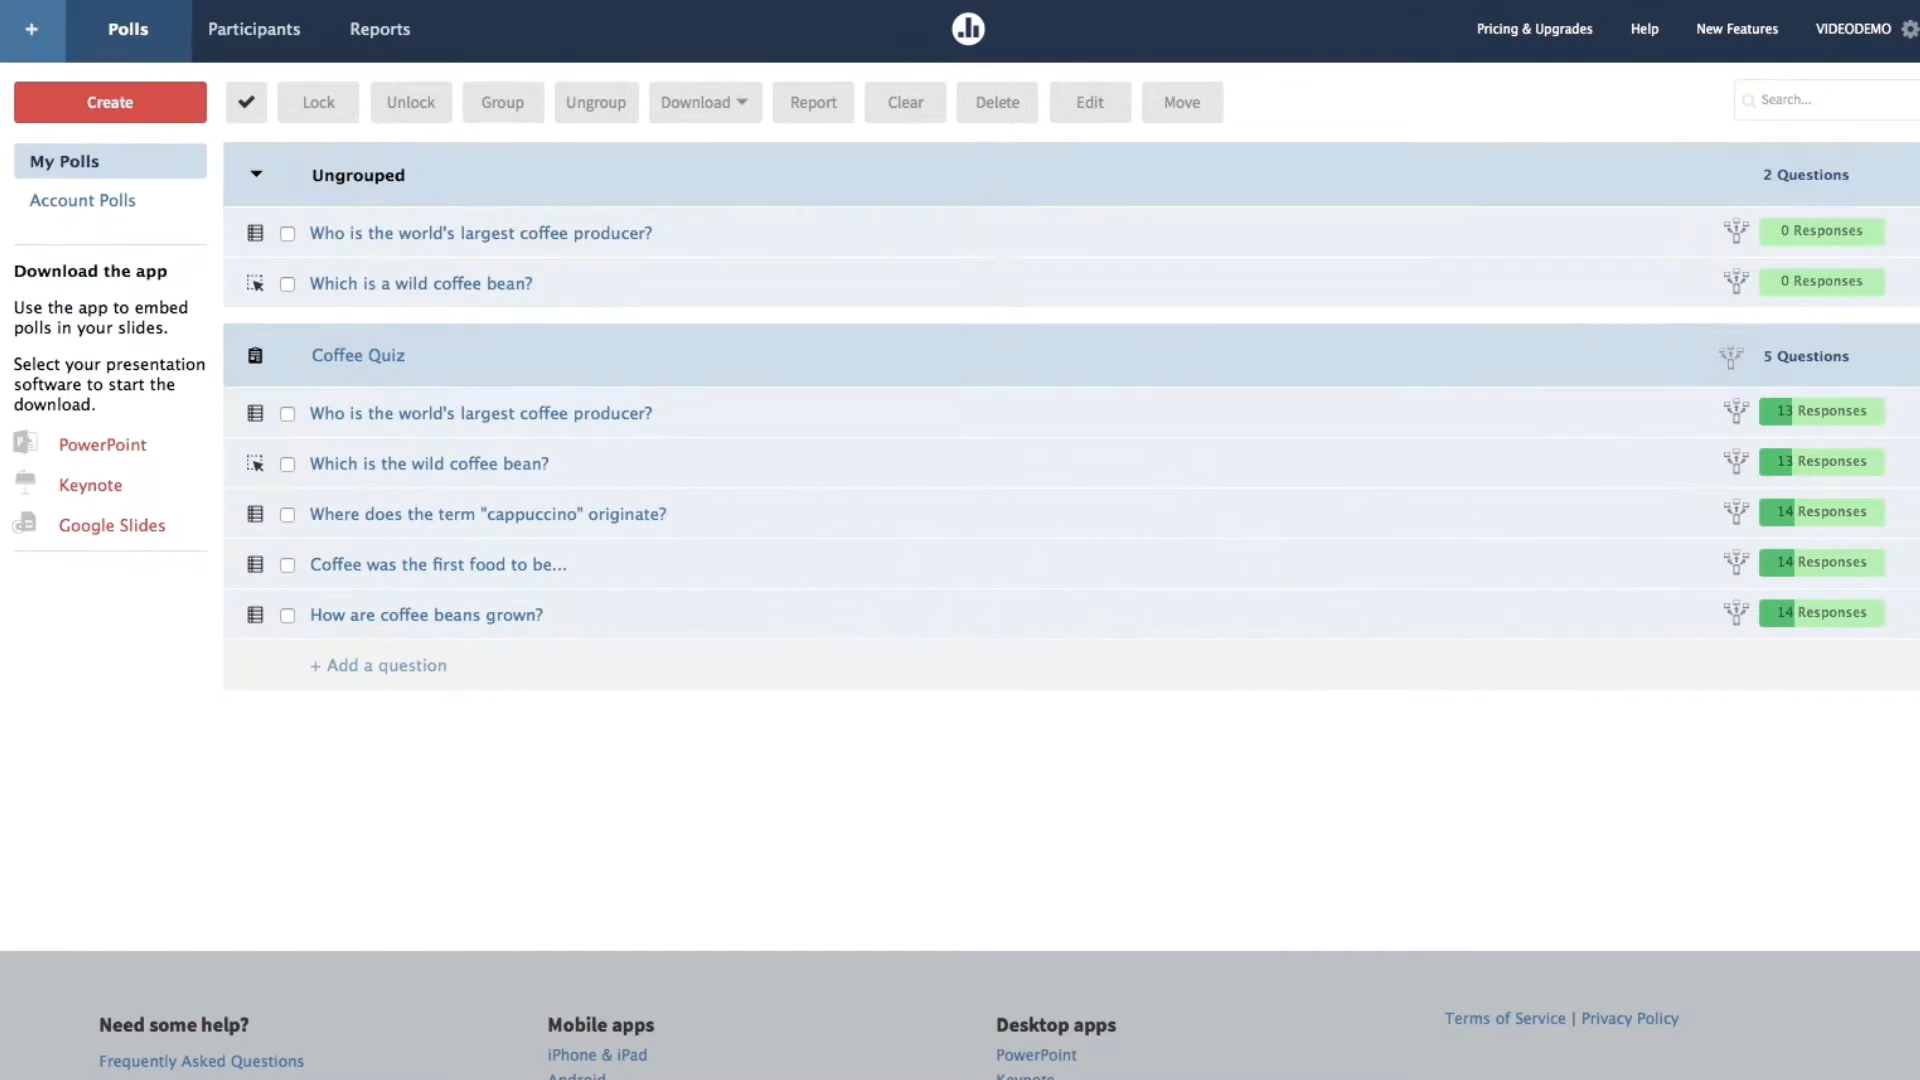 + Polls Participants Reports Pricing & Upgrades Help New Features VIDEODEMO
Create Lock Unlock Group Ungroup Download Report Clear Delete Edit Move Search...
My Polls
Account Polls
Download the app
Use the app to embed
polls in your slides.
Select your presentation
software to start the
download.
PowerPoint
Keynote
Google Slides
Ungrouped 2 Questions
Who is the world's largest coffee producer? 0 Responses
Which is a wild coffee bean? 0 Responses
Coffee Quiz 5 Questions
Who is the world's largest coffee producer? 13 Responses
Which is the wild coffee bean? 13 Responses
Where does the term "cappuccino" originate? 14 Responses
Coffee was the first food to be... 14 Responses
How are coffee beans grown? 14 Responses
+ Add a question
Need some help?
Frequently Asked Questions
Mobile apps
iPhone & iPad
Android
Desktop apps
PowerPoint
Keynote
Terms of Service | Privacy Policy